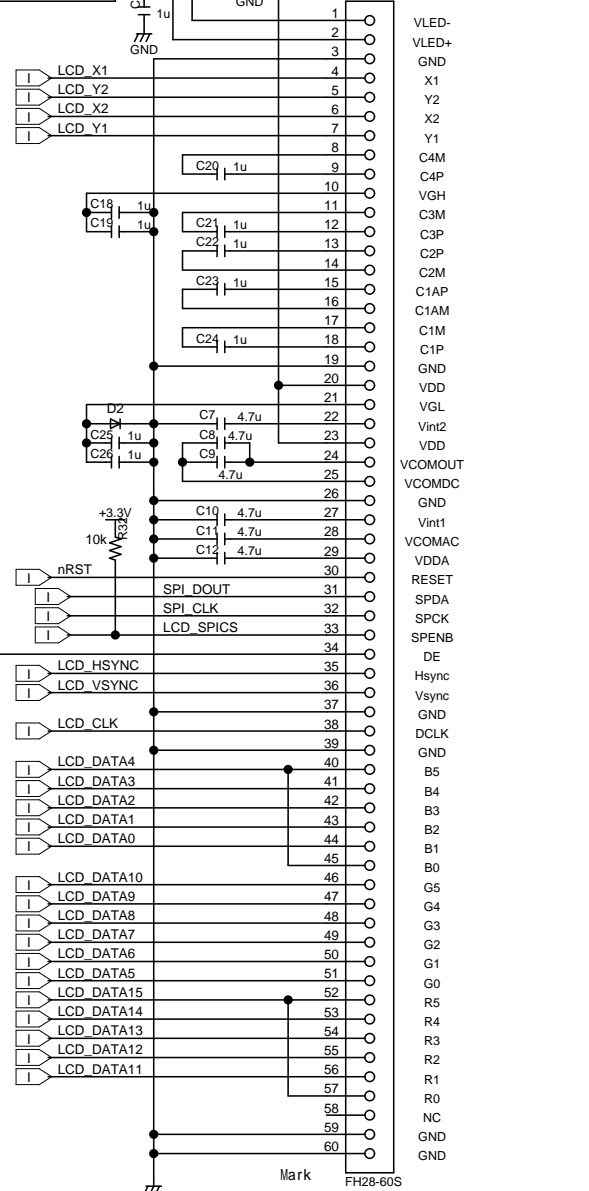 C 1u GND
GND
1 VLED-
2 VLED+
3 GND
LCD_X1 4 X1
LCD_Y2 5 Y2
LCD_X2 6 X2
LCD_Y1 7 Y1
8 C4M
C20 1u 9 C4P
10 VGH
C18 1u 11 C3M
C19 1u C21 1u 12 C3P
C22 1u 13 C2P
14 C2M
C23 1u 15 C1AP
16 C1AM
17 C1M
C24 1u 18 C1P
19 GND
20 VDD
21 VGL
D2 C7 4.7u 22 Vint2
C25 1u C8 4.7u 23 VDD
C26 1u C9 4.7u 24 VCOMOUT
25 VCOMDC
26 GND
+3.3V C10 4.7u 27 Vint1
10k R32 C11 4.7u 28 VCOMAC
C12 4.7u 29 VDDA
I nRST 30 RESET
I SPI_DOUT 31 SPDA
I SPI_CLK 32 SPCK
I LCD_SPICS 33 SPENB
34 DE
I LCD_HSYNC 35 Hsync
I LCD_VSYNC 36 Vsync
37 GND
I LCD_CLK 38 DCLK
39 GND
I LCD_DATA4 40 B5
I LCD_DATA3 41 B4
I LCD_DATA2 42 B3
I LCD_DATA1 43 B2
I LCD_DATA0 44 B1
45 B0
I LCD_DATA10 46 G5
I LCD_DATA9 47 G4
I LCD_DATA8 48 G3
I LCD_DATA7 49 G2
I LCD_DATA6 50 G1
I LCD_DATA5 51 G0
I LCD_DATA15 52 R5
I LCD_DATA14 53 R4
I LCD_DATA13 54 R3
I LCD_DATA12 55 R2
I LCD_DATA11 56 R1
57 R0
58 NC
59 GND
60 GND
Mark FH28-60S